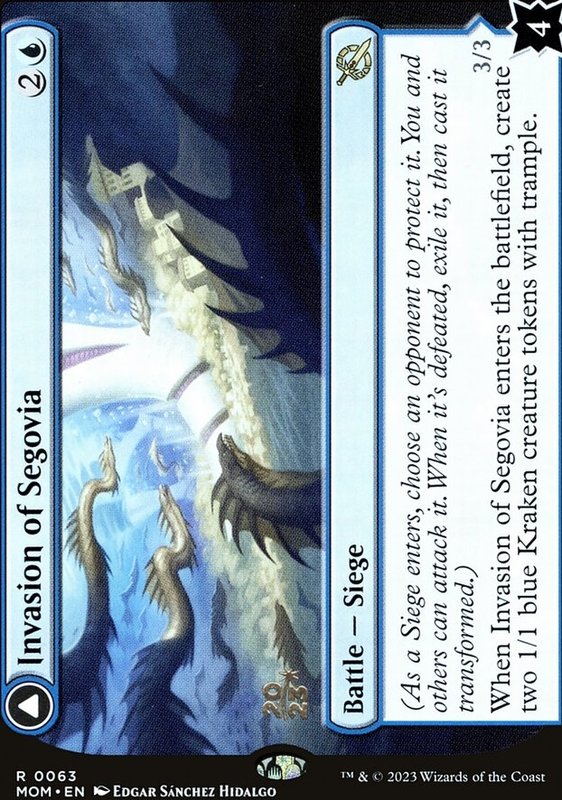 Invasion of Segovia 2
2023
Battle — Siege
(As a Siege enters, choose an opponent to protect it. You and
others can attack it. When it's defeated, exile it, then cast it
transformed.)
3/3
When Invasion of Segovia enters the battlefield, create
two 1/1 blue Kraken creature tokens with trample.
4
R 0063
MOM • EN EDGAR SÁNCHEZ HIDALGO
™ & © 2023 Wizards of the Coast